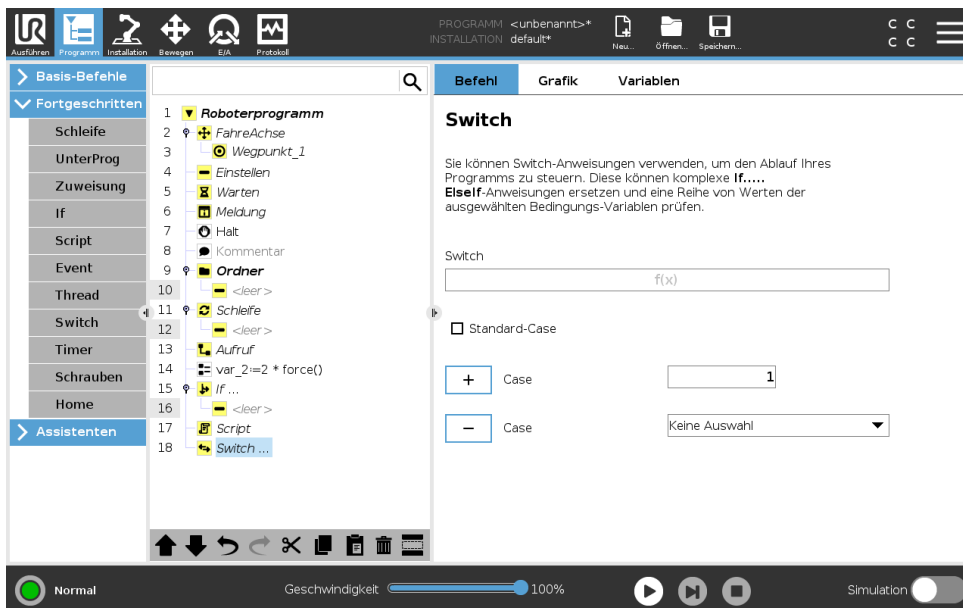 PROGRAMM <unbenannt>*
INSTALLATION default*
Ausführen Programm Installation Bewegen E/A Protokoll
Neu... Öffnen... Speichern...
C C
C C
Basis-Befehle
Fortgeschritten
Schleife
UnterProg
Zuweisung
If
Script
Event
Thread
Switch
Timer
Schrauben
Home
Assistenten
1 Roboterprogramm
2 FahreAchse
3 Wegpunkt_1
4 Einstellen
5 Warten
6 Meldung
7 Halt
8 Kommentar
9 Ordner
10 <leer>
11 Schleife
12 <leer>
13 Aufruf
14 var_2:=2 * force()
15 If ...
16 <leer>
17 Script
18 Switch ...
Befehl Grafik Variablen
Switch
Sie können Switch-Anweisungen verwenden, um den Ablauf Ihres
Programms zu steuern. Diese können komplexe If.....
ElseIf-Anweisungen ersetzen und eine Reihe von Werten der
ausgewählten Bedingungs-Variablen prüfen.
Switch
f(x)
Standard-Case
+ Case 1
− Case Keine Auswahl
Normal
Geschwindigkeit 100%
Simulation